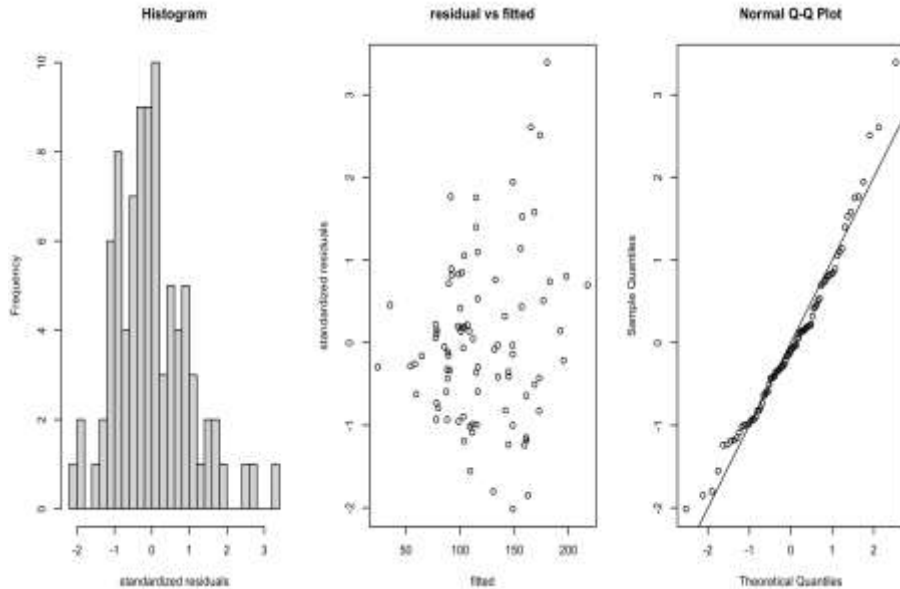 Histogram
Frequency
0 2 4 6 8 10
-2 -1 0 1 2 3
standardized residuals
residual vs fitted
standardized residuals
-2 -1 0 1 2 3
50 100 150 200
fitted
Normal Q-Q Plot
Sample Quantiles
-2 -1 0 1 2 3
-2 -1 0 1 2
Theoretical Quantiles